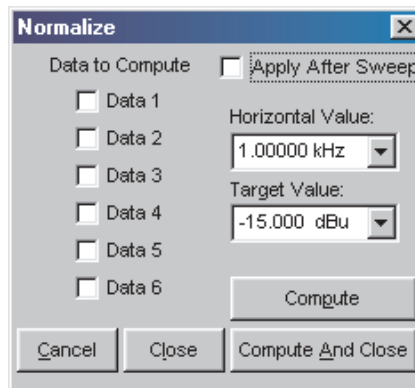 Normalize
Data to Compute
Apply After Sweep
Data 1
Data 2
Data 3
Data 4
Data 5
Data 6
Horizontal Value:
1.00000 kHz
Target Value:
-15.000 dBu
Compute
Cancel
Close
Compute And Close